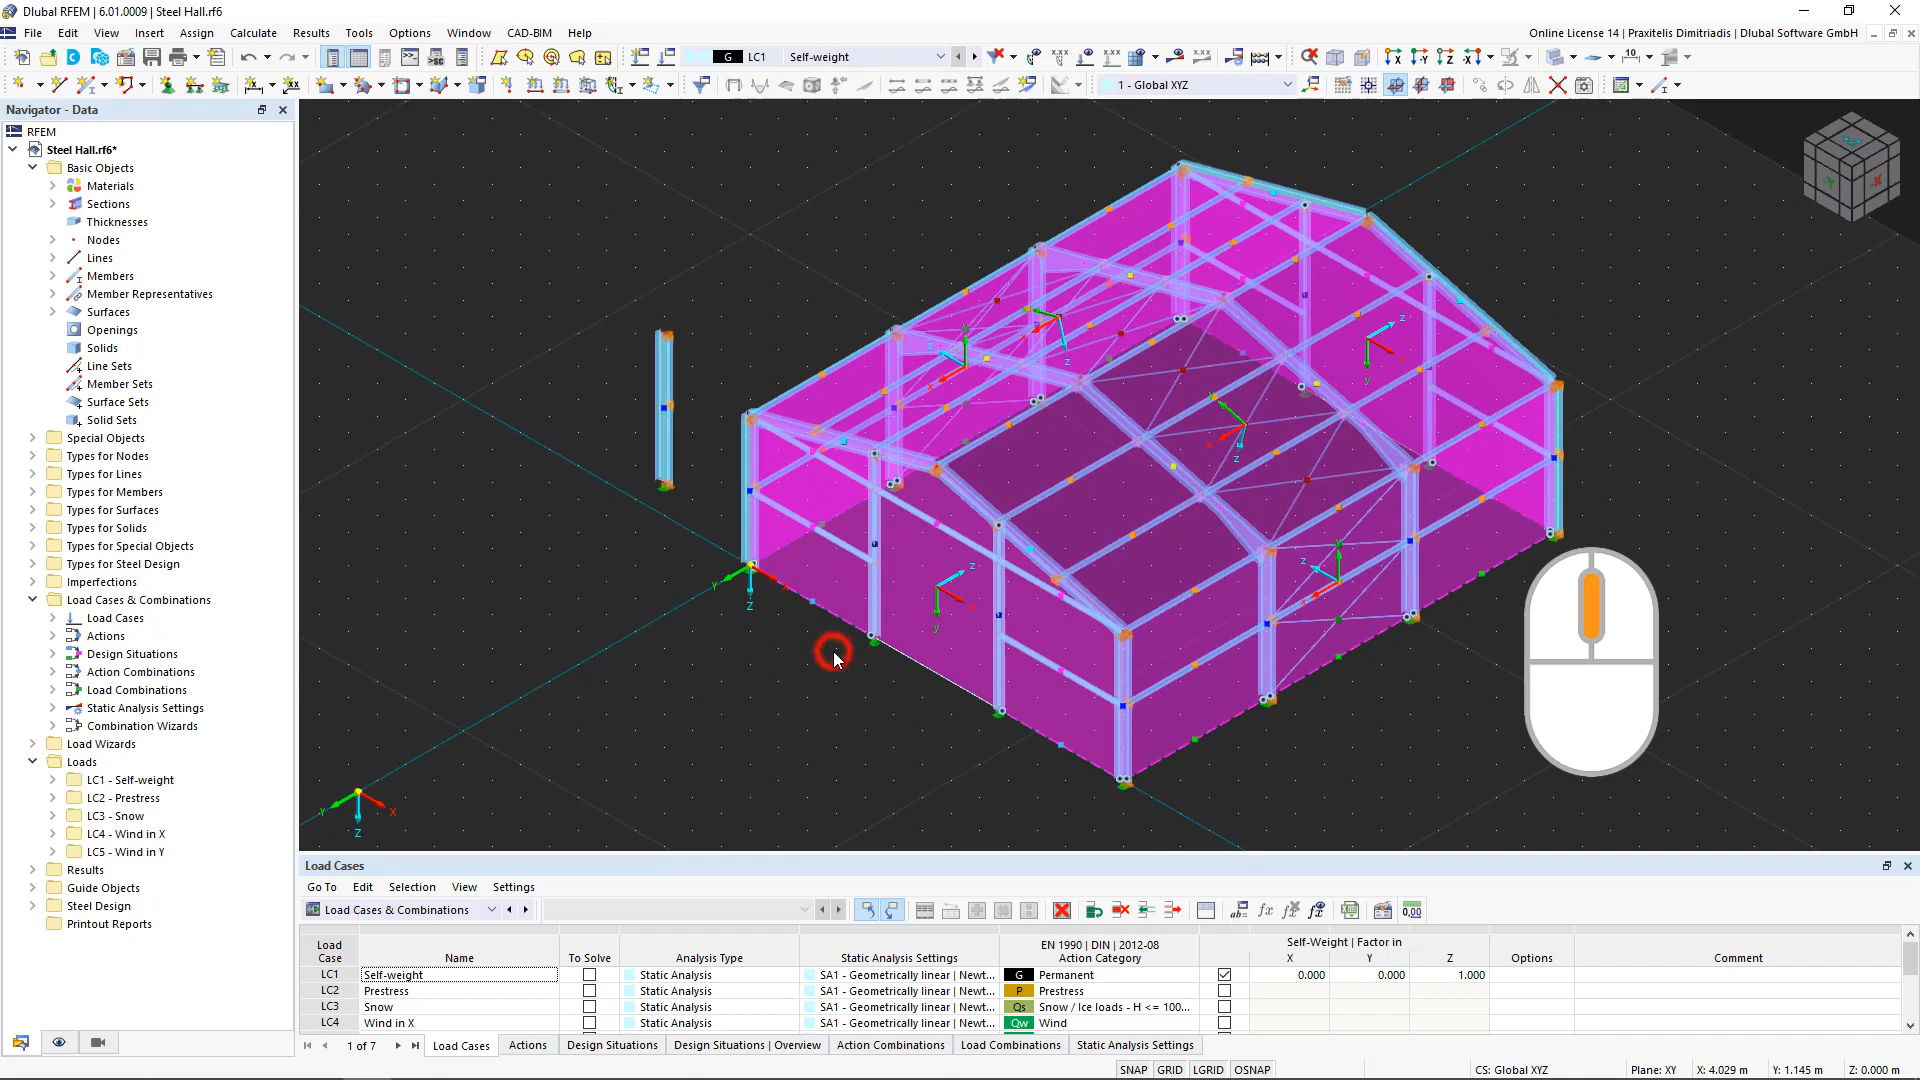 Dlubal RFEM | 6.01.0009 | Steel Hall.rf6
File Edit View Insert Assign Calculate Results Tools Options Window CAD-BIM Help
Online License 14 | Praxitelis Dimitriadis | Dlubal Software GmbH
G LC1 Self-weight
1 - Global XYZ
Navigator - Data
RFEM
Steel Hall.rf6*
Basic Objects
Materials
Sections
Thicknesses
Nodes
Lines
Members
Member Representatives
Surfaces
Openings
Solids
Line Sets
Member Sets
Surface Sets
Solid Sets
Special Objects
Types for Nodes
Types for Lines
Types for Members
Types for Surfaces
Types for Solids
Types for Special Objects
Types for Steel Design
Imperfections
Load Cases & Combinations
Load Cases
Actions
Design Situations
Action Combinations
Load Combinations
Static Analysis Settings
Combination Wizards
Load Wizards
Loads
LC1 - Self-weight
LC2 - Prestress
LC3 - Snow
LC4 - Wind in X
LC5 - Wind in Y
Results
Guide Objects
Steel Design
Printout Reports
Load Cases
Go To Edit Selection View Settings
Load Cases & Combinations
Load Case Name To Solve Analysis Type Static Analysis Settings EN 1990 | DIN | 2012-08 Action Category Self-Weight | Factor in X Y Z Options Comment
LC1 Self-weight Static Analysis SA1 - Geometrically linear | Newt... G Permanent 0.000 0.000 1.000
LC2 Prestress Static Analysis SA1 - Geometrically linear | Newt... P Prestress
LC3 Snow Static Analysis SA1 - Geometrically linear | Newt... Qs Snow / Ice loads - H <= 100...
LC4 Wind in X Static Analysis SA1 - Geometrically linear | Newt... Qw Wind
1 of 7 Load Cases Actions Design Situations Design Situations | Overview Action Combinations Load Combinations Static Analysis Settings
SNAP GRID LGRID OSNAP CS: Global XYZ Plane: XY X: 4.029 m Y: 1.145 m Z: 0.000 m